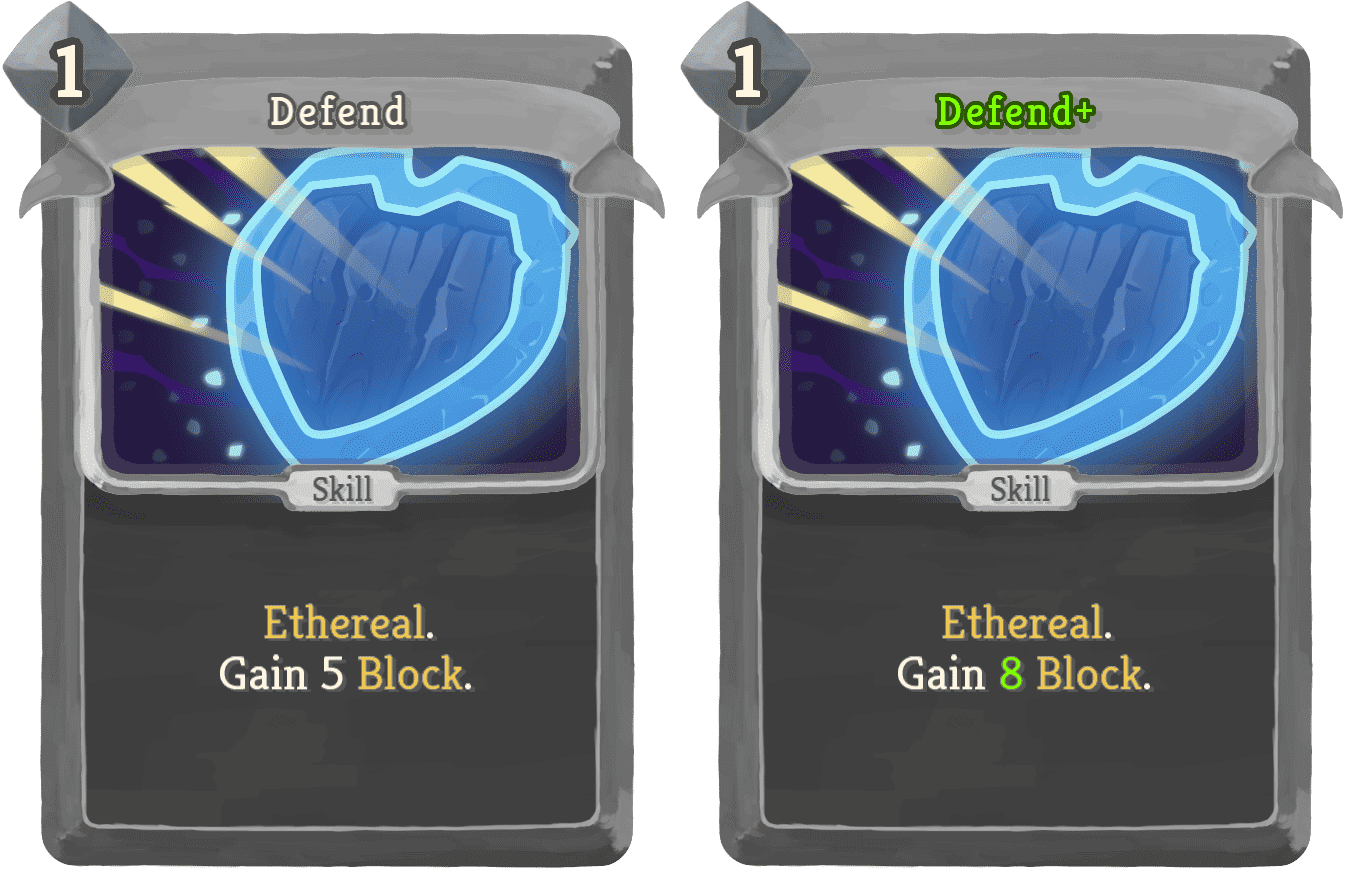 1
Defend
Skill
Ethereal.
Gain 5 Block.
1
Defend+
Skill
Ethereal.
Gain 8 Block.